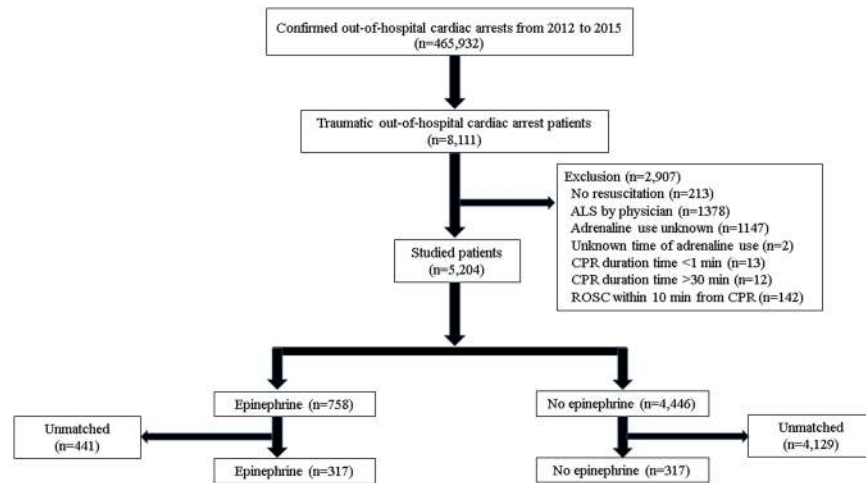 Confirmed out-of-hospital cardiac arrests from 2012 to 2015
(n=465,932)
Traumatic out-of-hospital cardiac arrest patients
(n=8,111)
Exclusion (n=2,907)
No resuscitation (n=213)
ALS by physician (n=1378)
Adrenaline use unknown (n=1147)
Unknown time of adrenaline use (n=2)
CPR duration time <1 min (n=13)
CPR duration time >30 min (n=12)
ROSC within 10 min from CPR (n=142)
Studied patients
(n=5,204)
Epinephrine (n=758)
No epinephrine (n=4,446)
Unmatched
(n=441)
Unmatched
(n=4,129)
Epinephrine (n=317)
No epinephrine (n=317)